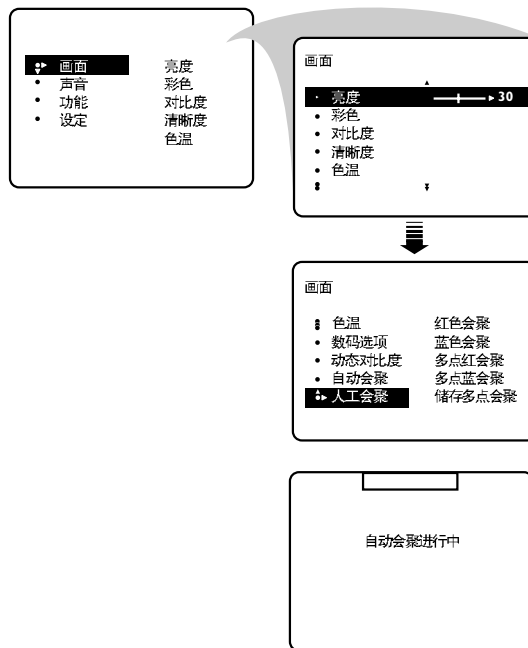 画面
声音
功能
设定
亮度
彩色
对比度
清晰度
色温
画面
亮度 30
彩色
对比度
清晰度
色温
画面
色温
数码选项
动态对比度
自动会聚
人工会聚
红色会聚
蓝色会聚
多点红会聚
多点蓝会聚
储存多点会聚
自动会聚进行中